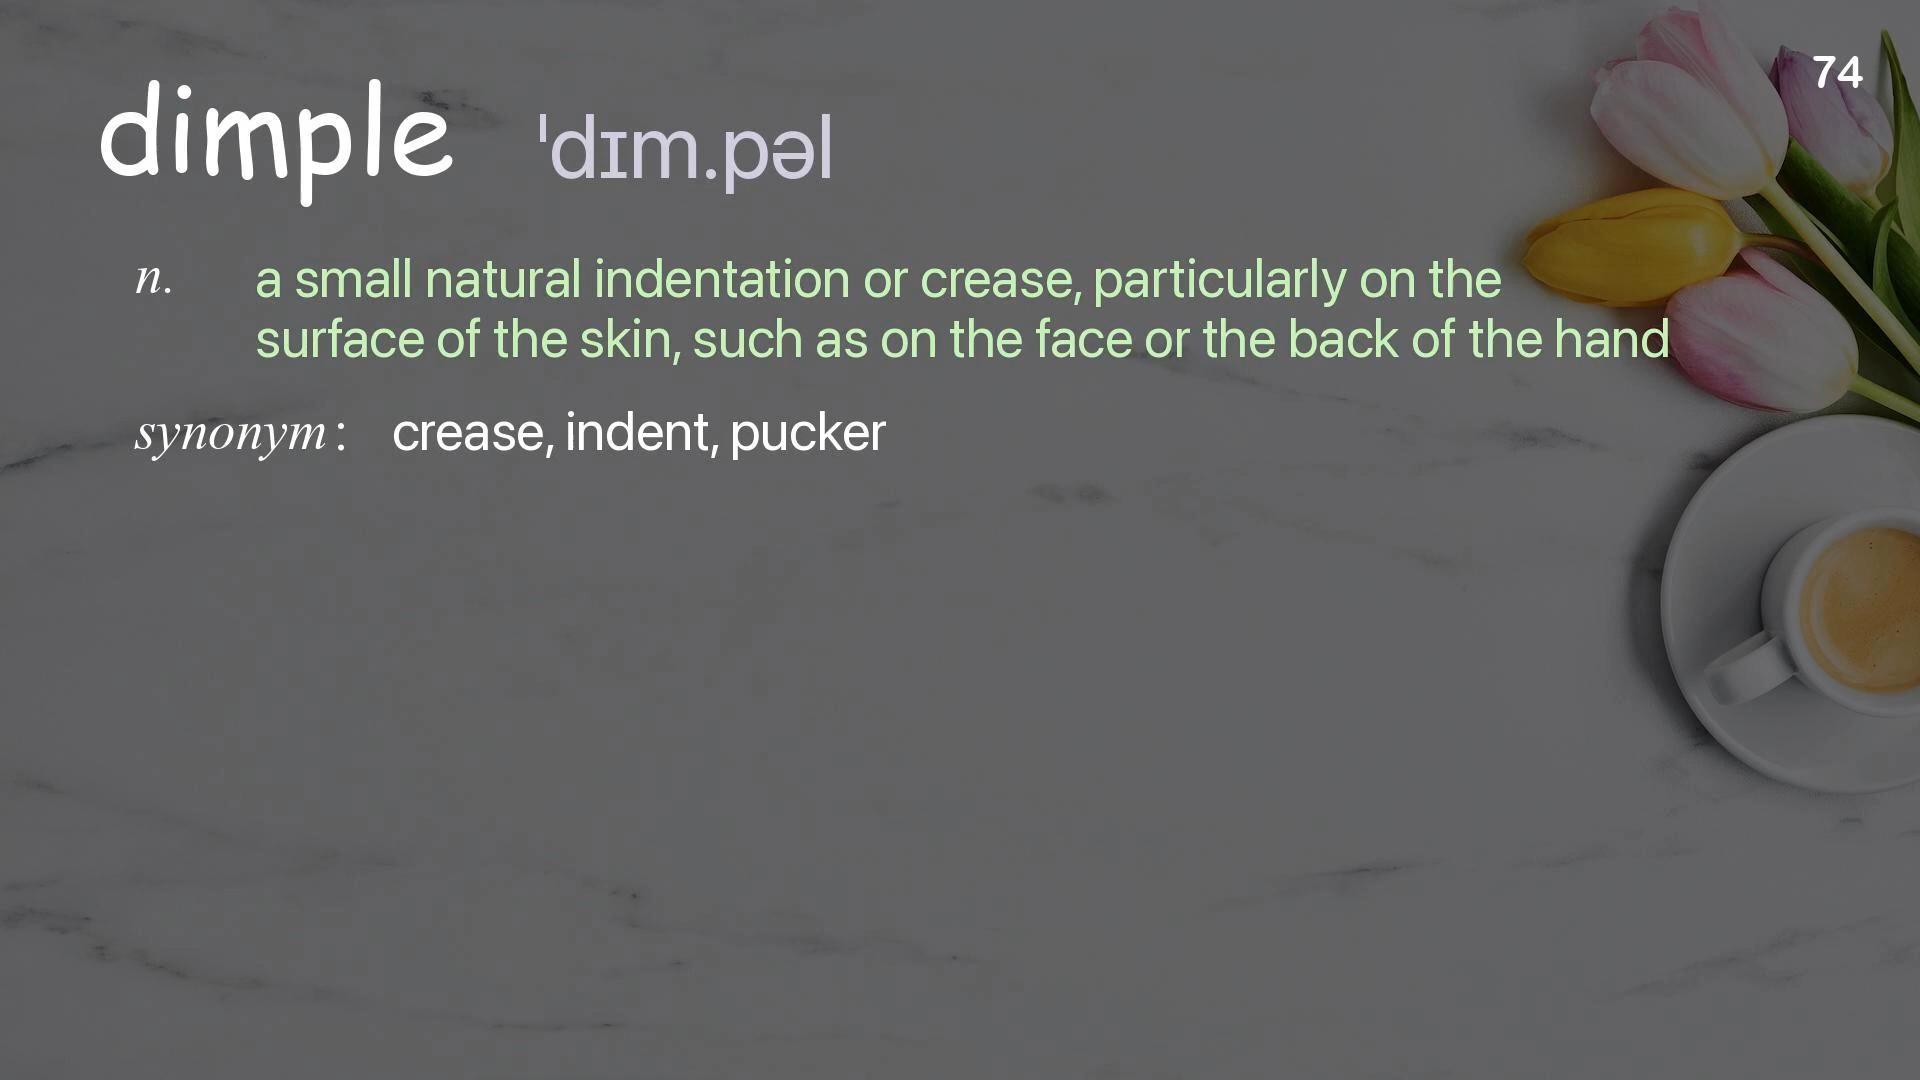 74
dimple ˈdɪm.pəl
n. a small natural indentation or crease, particularly on the
surface of the skin, such as on the face or the back of the hand
synonym: crease, indent, pucker